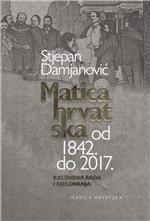 Stjepan
Damjanović
Matica
hrvat
ska od
1842.
do 2017.
KALENDAR RADA
I DJELOVANJA
MATICA HRVATSKA